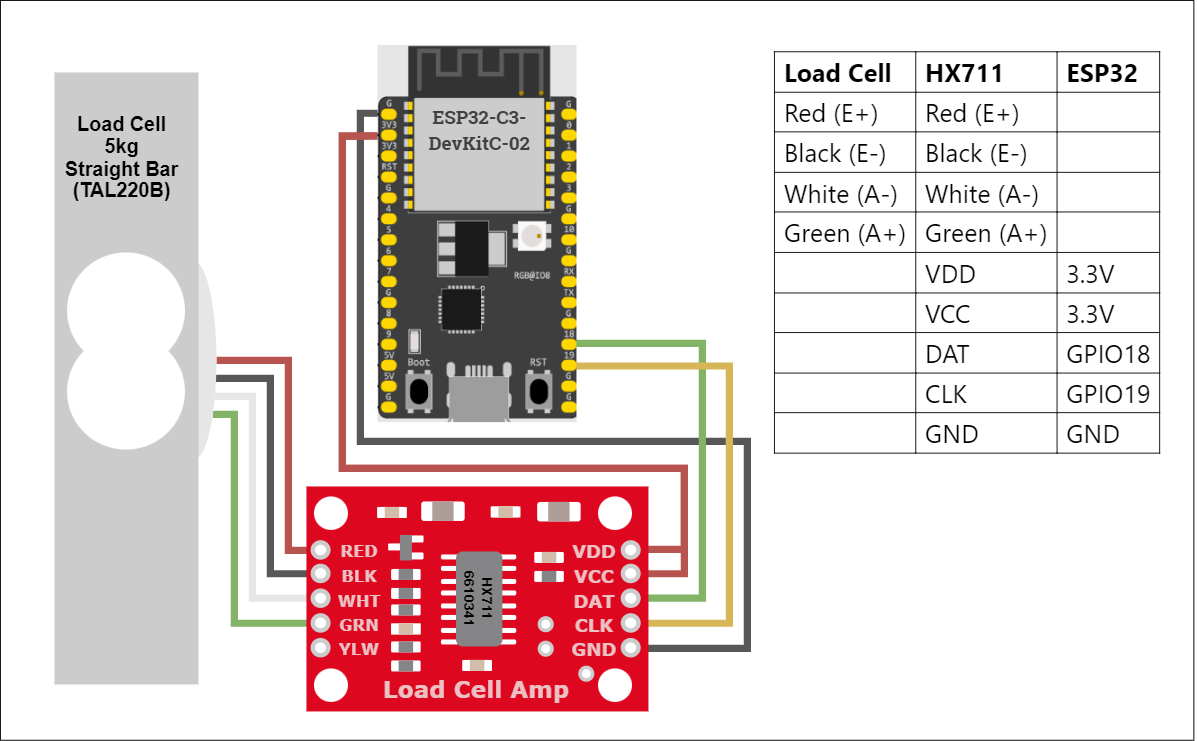 Load Cell
5kg
Straight Bar
(TAL220B)
ESP32-C3-
DevKitC-02
G
3V3
3V3
RST
G
4
5
6
7
G
8
9
5V
5V
G
G
0
1
2
3
G
10
G
RX
TX
G
18
19
G
G
RGB@IO8
Boot
RST
Load Cell HX711 ESP32
Red (E+) Red (E+)
Black (E-) Black (E-)
White (A-) White (A-)
Green (A+) Green (A+)
VDD 3.3V
VCC 3.3V
DAT GPIO18
CLK GPIO19
GND GND
RED
BLK
WHT
GRN
YLW
HX711
6610341
VDD
VCC
DAT
CLK
GND
Load Cell Amp